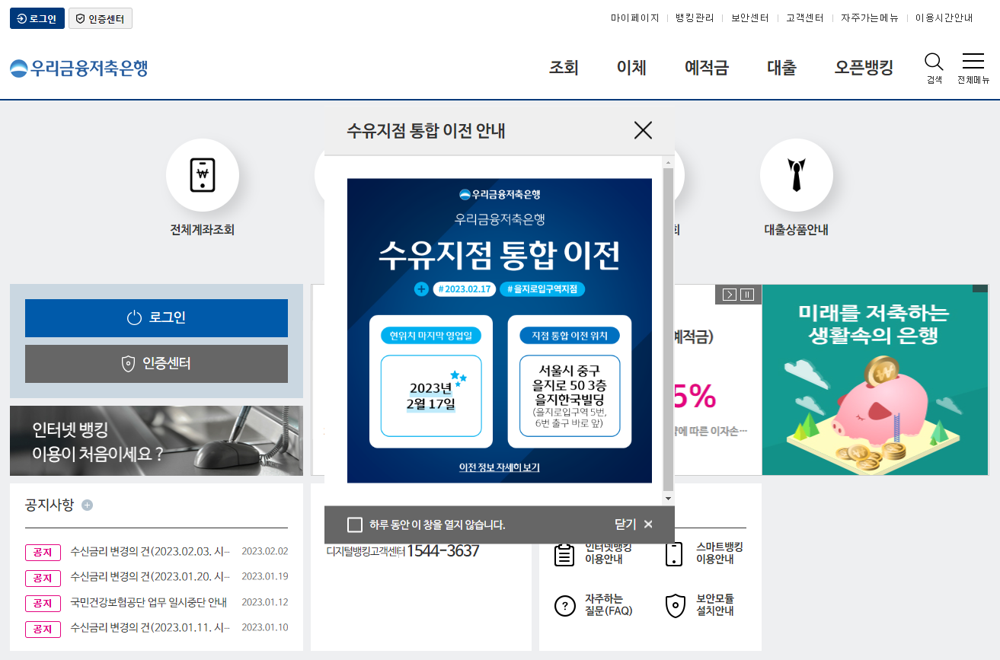 로그인
인증센터
마이페이지
뱅킹관리
보안센터
고객센터
자주가는메뉴
이용시간안내
우리금융저축은행
조회
이체
예적금
대출
오픈뱅킹
검색
전체메뉴
수유지점 통합 이전 안내
전체계좌조회
회
대출상품안내
우리금융저축은행
우리금융저축은행
수유지점 통합 이전
#2023.02.17
#을지로입구역지점
현위치 마지막 영업일
2023년
2월 17일
지점 통합 이전 위치
서울시 중구
을지로 50 3층
을지한국빌딩
(을지로입구역 5번,
6번 출구 바로 앞)
이전 정보 자세히 보기
하루 동안 이 창을 열지 않습니다.
닫기
로그인
인증센터
예적금)
5%
에 따른 이자손…
미래를 저축하는
생활속의 은행
인터넷 뱅킹
이용이 처음이세요 ?
공지사항
공지 수신금리 변경의 건(2023.02.03. 시… 2023.02.02
공지 수신금리 변경의 건(2023.01.20. 시… 2023.01.19
공지 국민건강보험공단 업무 일시중단 안내 2023.01.12
공지 수신금리 변경의 건(2023.01.11. 시… 2023.01.10
디지털뱅킹고객센터 1544-3637
인터넷뱅킹
이용안내
스마트뱅킹
이용안내
자주하는
질문(FAQ)
보안모듈
설치안내